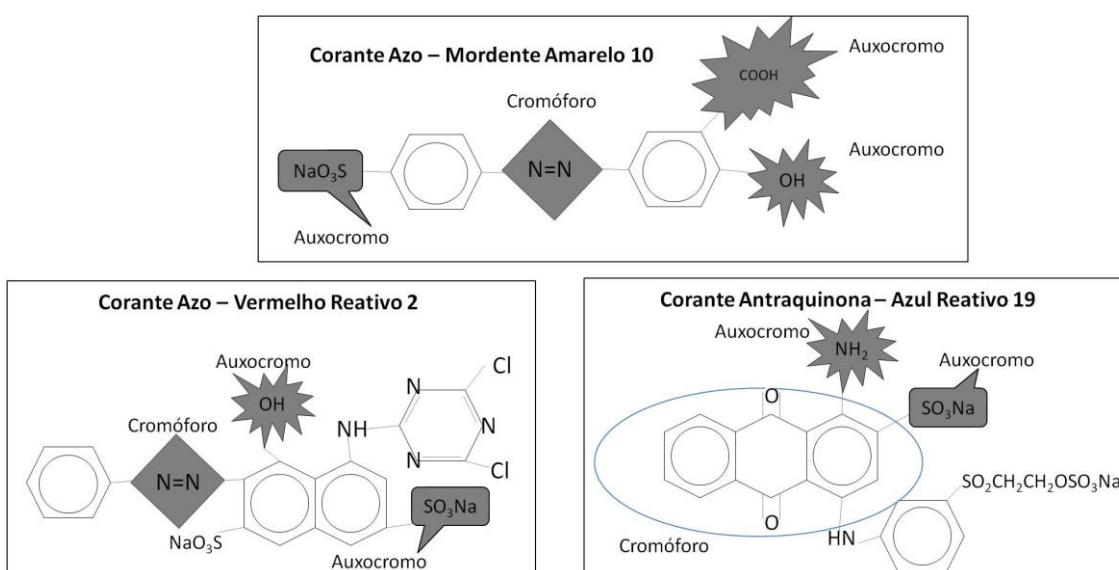 Corante Azo – Mordente Amarelo 10
Auxocromo
COOH
Cromóforo
Auxocromo
NaO₃S
N=N
OH
Auxocromo
Corante Azo – Vermelho Reativo 2
Auxocromo
OH
Cl
Cromóforo
N
N
NH
N
N=N
N
Cl
SO₃Na
NaO₃S
Auxocromo
Corante Antraquinona – Azul Reativo 19
Auxocromo
NH₂
Auxocromo
O
SO₃Na
SO₂CH₂CH₂OSO₃Na
O
HN
Cromóforo